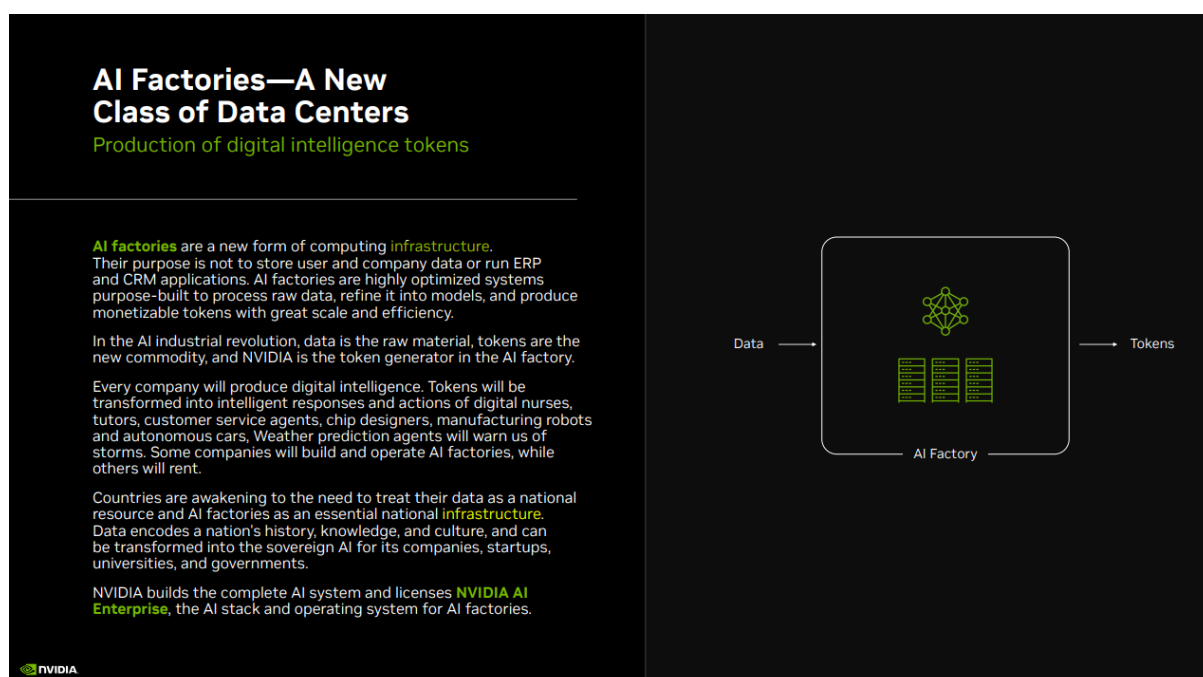 AI Factories—A New
Class of Data Centers
Production of digital intelligence tokens
AI factories are a new form of computing infrastructure.
Their purpose is not to store user and company data or run ERP
and CRM applications. AI factories are highly optimized systems
purpose-built to process raw data, refine it into models, and produce
monetizable tokens with great scale and efficiency.
In the AI industrial revolution, data is the raw material, tokens are the
new commodity, and NVIDIA is the token generator in the AI factory.
Every company will produce digital intelligence. Tokens will be
transformed into intelligent responses and actions of digital nurses,
tutors, customer service agents, chip designers, manufacturing robots
and autonomous cars, Weather prediction agents will warn us of
storms. Some companies will build and operate AI factories, while
others will rent.
Countries are awakening to the need to treat their data as a national
resource and AI factories as an essential national infrastructure.
Data encodes a nation's history, knowledge, and culture, and can
be transformed into the sovereign AI for its companies, startups,
universities, and governments.
NVIDIA builds the complete AI system and licenses NVIDIA AI
Enterprise, the AI stack and operating system for AI factories.
Data
Tokens
AI Factory
NVIDIA